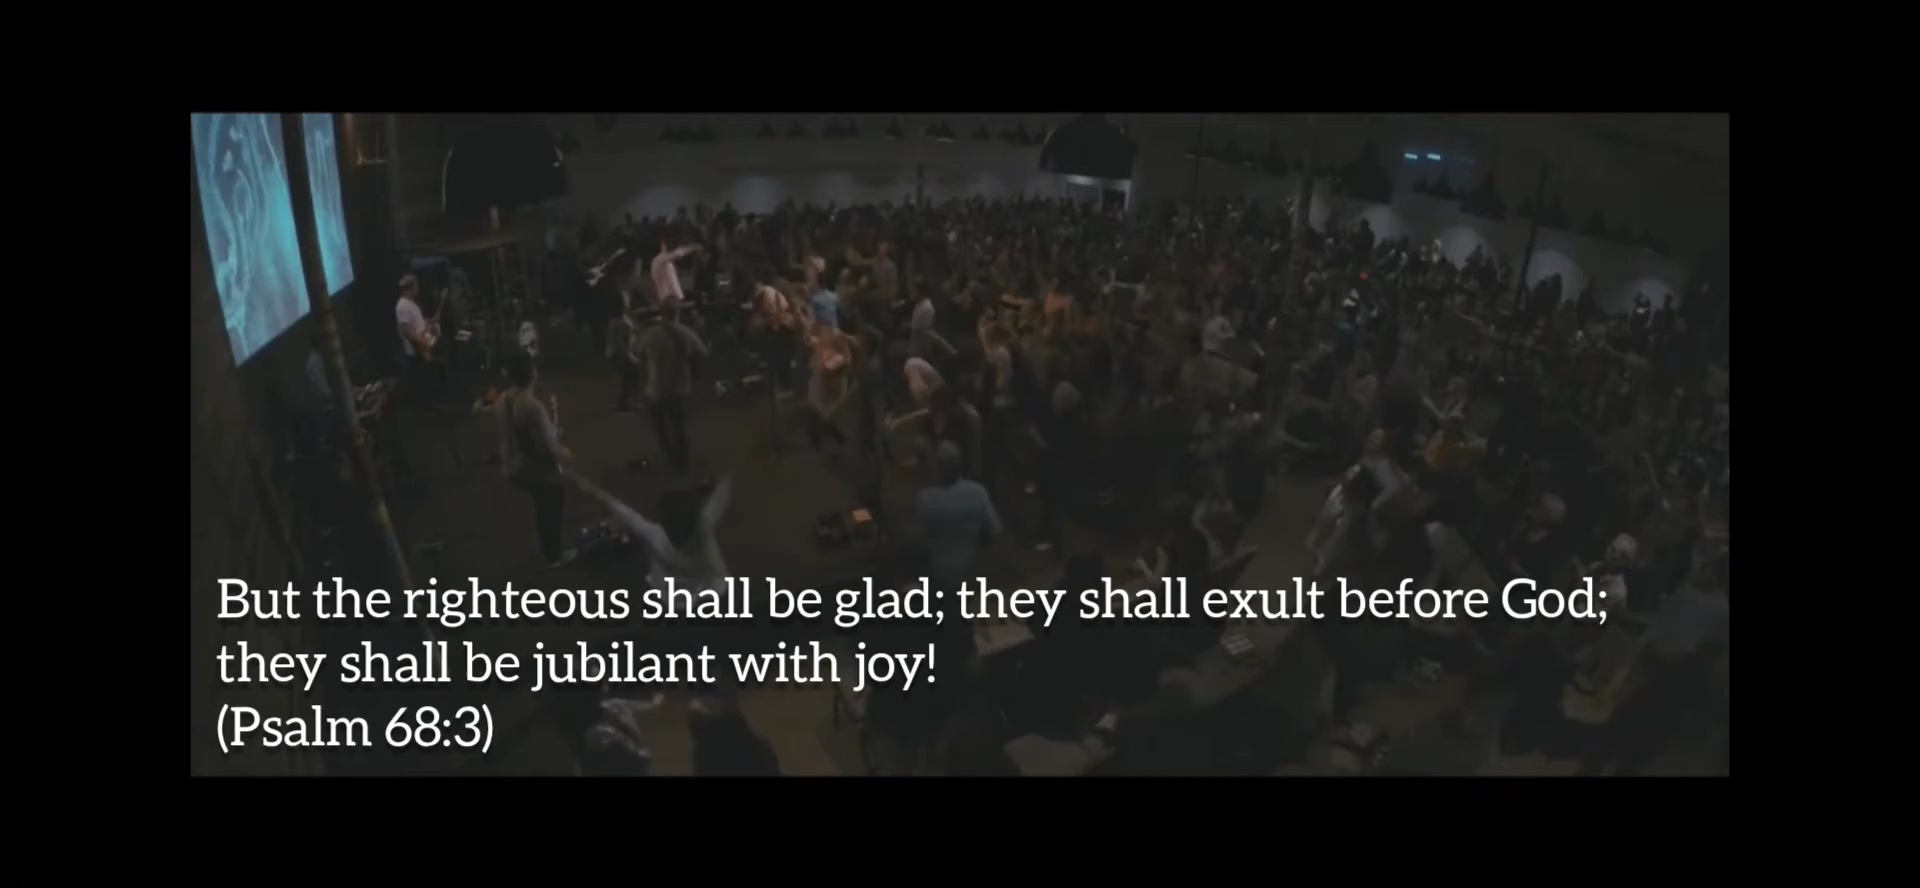 But the righteous shall be glad; they shall exult before God;
they shall be jubilant with joy!
(Psalm 68:3)